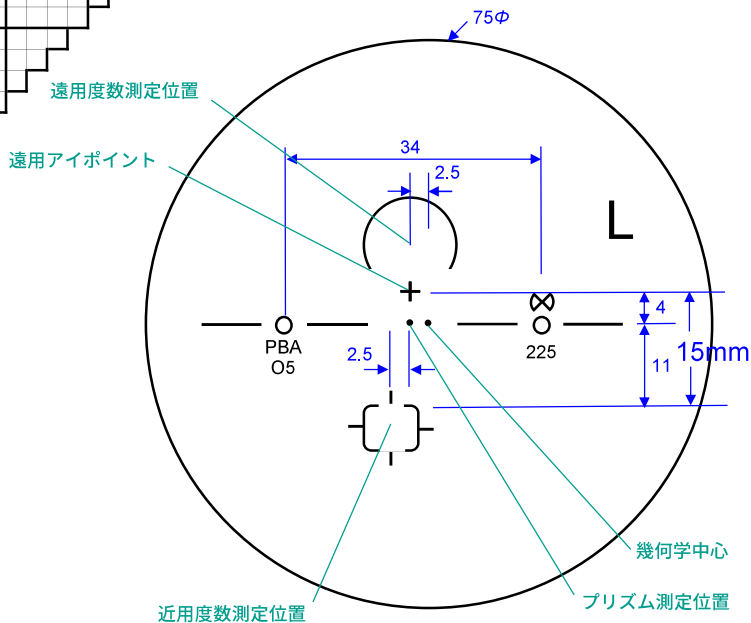 75Φ
遠用度数測定位置
34
遠用アイポイント
2.5
L
4
PBA
O5
2.5
225
11
15mm
幾何学中心
プリズム測定位置
近用度数測定位置